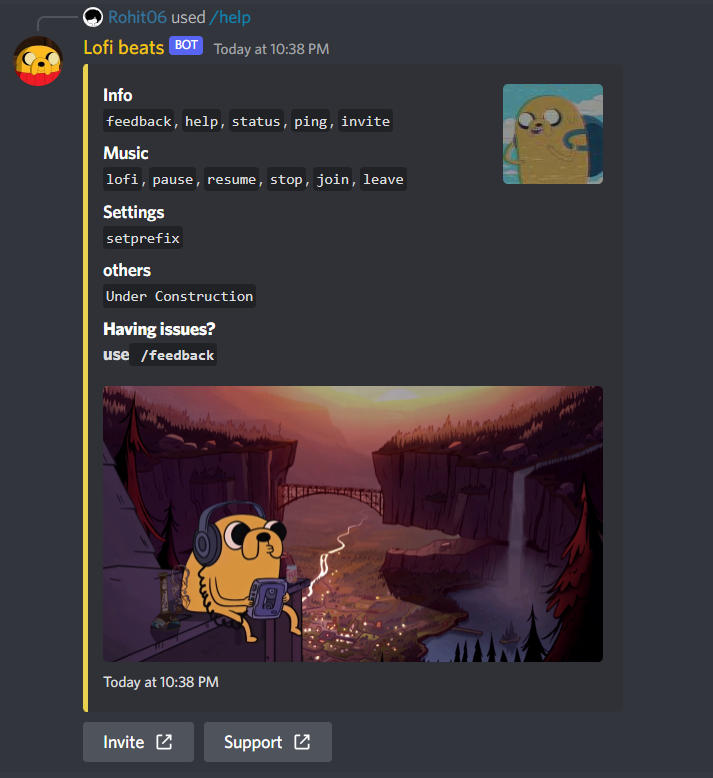 Rohit06 used /help
Lofi beats BOT Today at 10:38 PM
Info
feedback, help, status, ping, invite
Music
lofi, pause, resume, stop, join, leave
Settings
setprefix
others
Under Construction
Having issues?
use /feedback
Today at 10:38 PM
Invite
Support